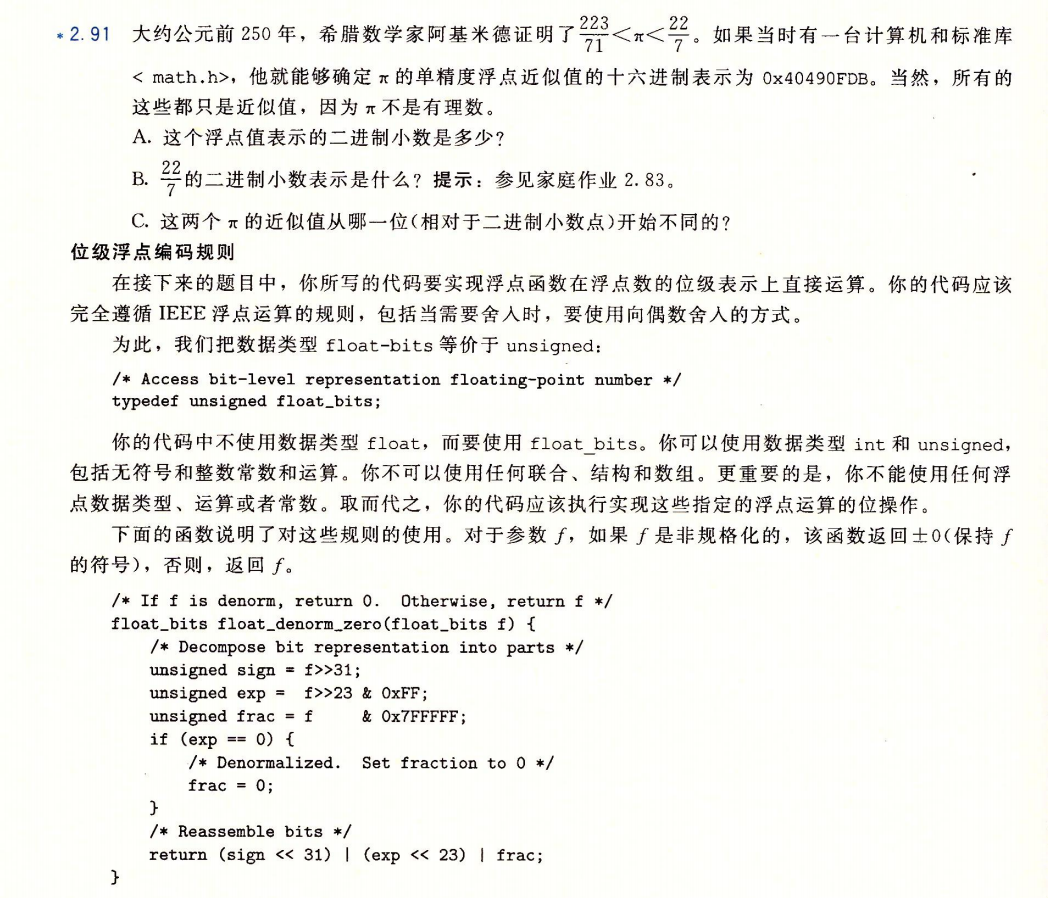 *2.91 大约公元前 250 年，希腊数学家阿基米德证明了 223/71<π<22/7。如果当时有一台计算机和标准库
< math.h>，他就能够确定 π 的单精度浮点近似值的十六进制表示为 0x40490FDB。当然，所有的
这些都只是近似值，因为 π 不是有理数。
A. 这个浮点值表示的二进制小数是多少？
B. 22/7的二进制小数表示是什么？提示：参见家庭作业 2.83。
C. 这两个 π 的近似值从哪一位(相对于二进制小数点)开始不同的？
位级浮点编码规则
在接下来的题目中，你所写的代码要实现浮点函数在浮点数的位级表示上直接运算。你的代码应该
完全遵循 IEEE 浮点运算的规则，包括当需要舍入时，要使用向偶数舍入的方式。
为此，我们把数据类型 float-bits 等价于 unsigned：
/* Access bit-level representation floating-point number */
typedef unsigned float_bits;
你的代码中不使用数据类型 float，而要使用 float_bits。你可以使用数据类型 int 和 unsigned，
包括无符号和整数常数和运算。你不可以使用任何联合、结构和数组。更重要的是，你不能使用任何浮
点数据类型、运算或者常数。取而代之，你的代码应该执行实现这些指定的浮点运算的位操作。
下面的函数说明了对这些规则的使用。对于参数 f，如果 f 是非规格化的，该函数返回±0(保持 f
的符号)，否则，返回 f。
/* If f is denorm, return 0.  Otherwise, return f */
float_bits float_denorm_zero(float_bits f) {
/* Decompose bit representation into parts */
unsigned sign = f>>31;
unsigned exp =  f>>23 & 0xFF;
unsigned frac = f     & 0x7FFFFF;
if (exp == 0) {
/* Denormalized.  Set fraction to 0 */
frac = 0;
}
/* Reassemble bits */
return (sign << 31) | (exp << 23) | frac;
}